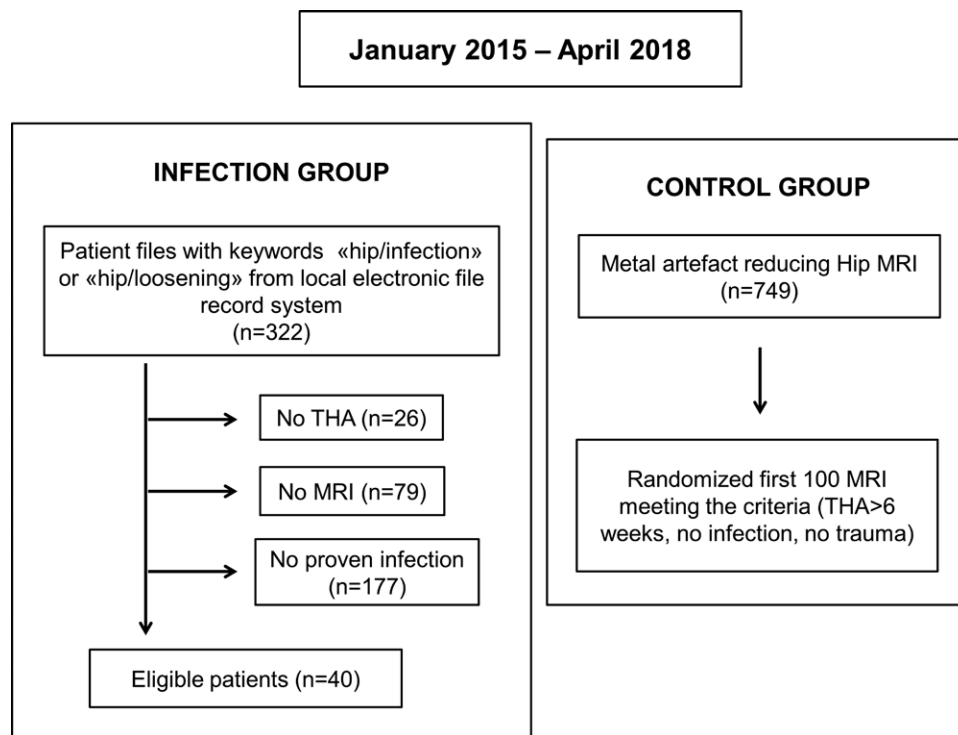 January 2015 – April 2018
INFECTION GROUP
Patient files with keywords «hip/infection»
or «hip/loosening» from local electronic file
record system
(n=322)
No THA (n=26)
No MRI (n=79)
No proven infection
(n=177)
Eligible patients (n=40)
CONTROL GROUP
Metal artefact reducing Hip MRI
(n=749)
Randomized first 100 MRI
meeting the criteria (THA>6
weeks, no infection, no trauma)